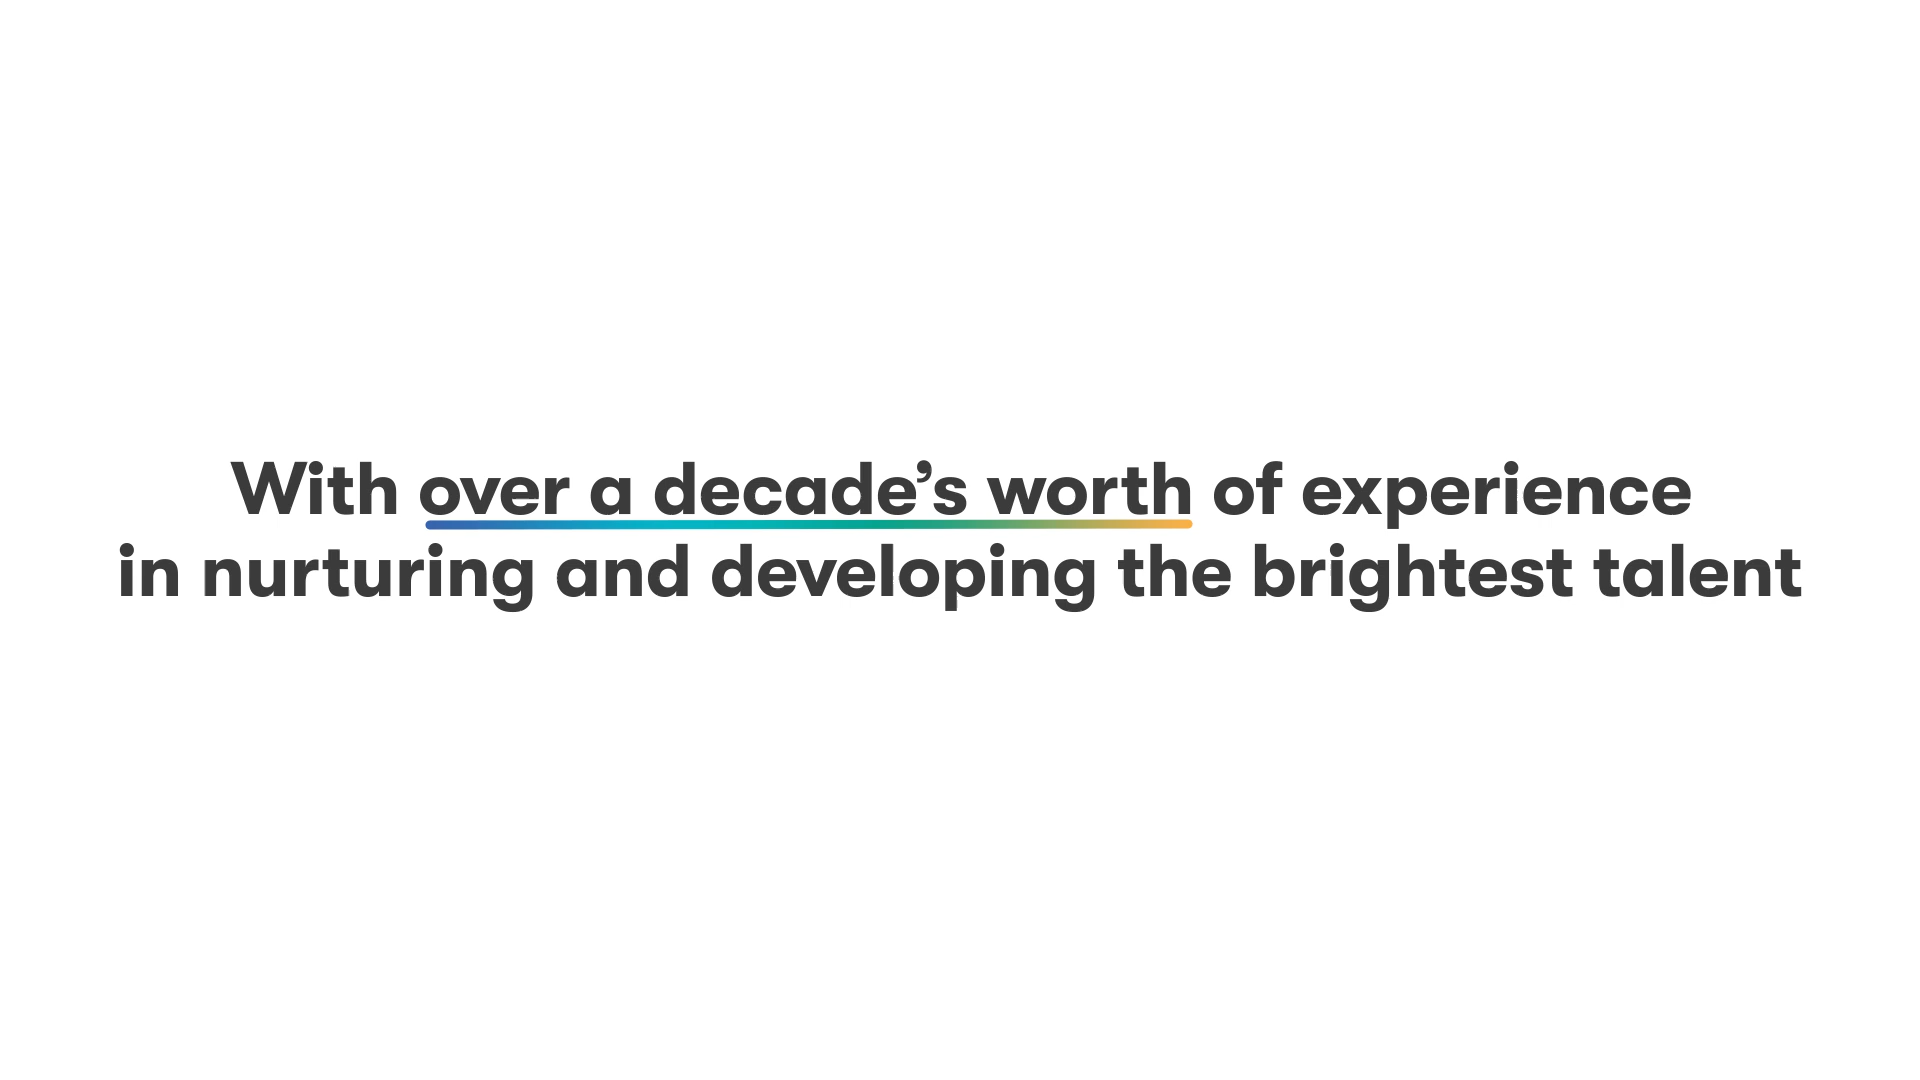 With over a decade’s worth of experience
in nurturing and developing the brightest talent